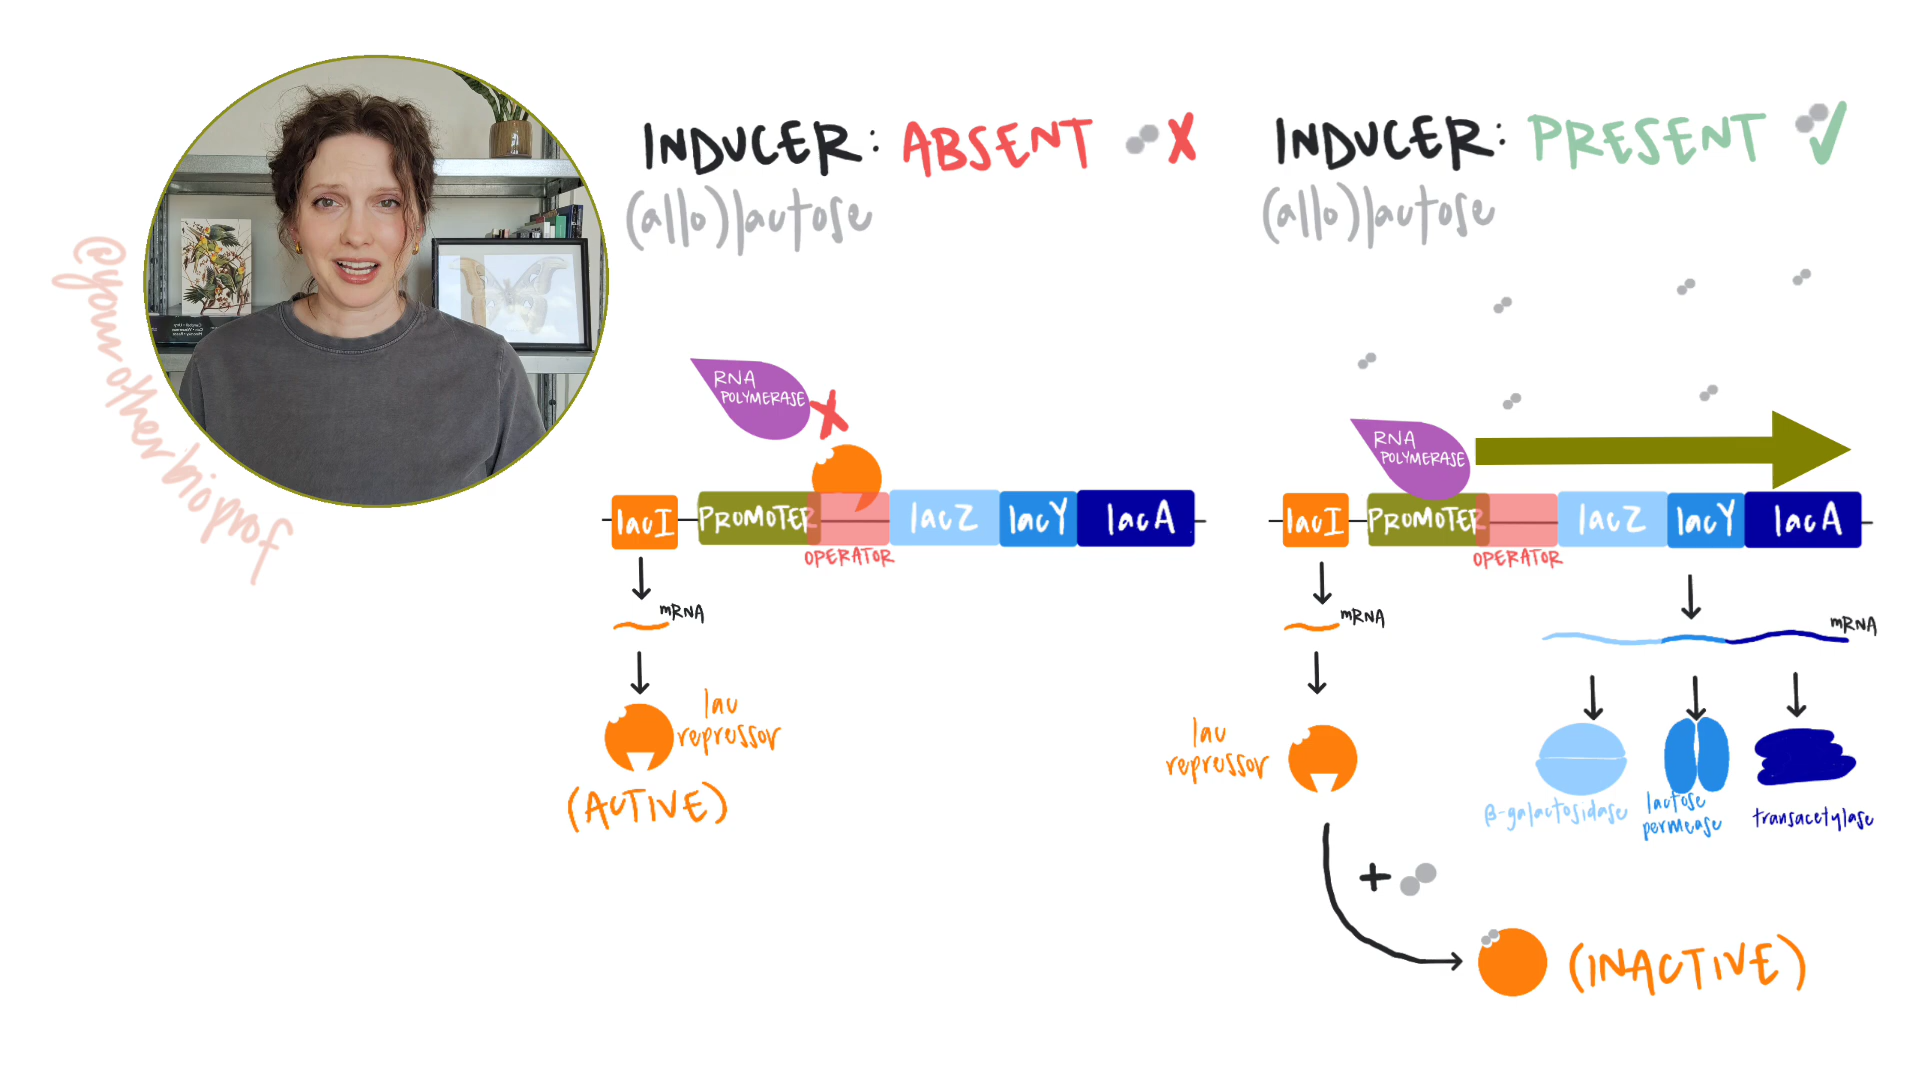 @yourotherbioprof
INDUCER: ABSENT X
(allo)lactose
RNA
POLYMERASE
X
lacI
PROMOTER
lacZ
lacY
lacA
OPERATOR
mRNA
lac
repressor
(ACTIVE)
INDUCER: PRESENT ✓
(allo)lactose
RNA
POLYMERASE
lacI
PROMOTER
lacZ
lacY
lacA
OPERATOR
mRNA
mRNA
lac
repressor
β-galactosidase
lactose
permease
transacetylase
+
(INACTIVE)